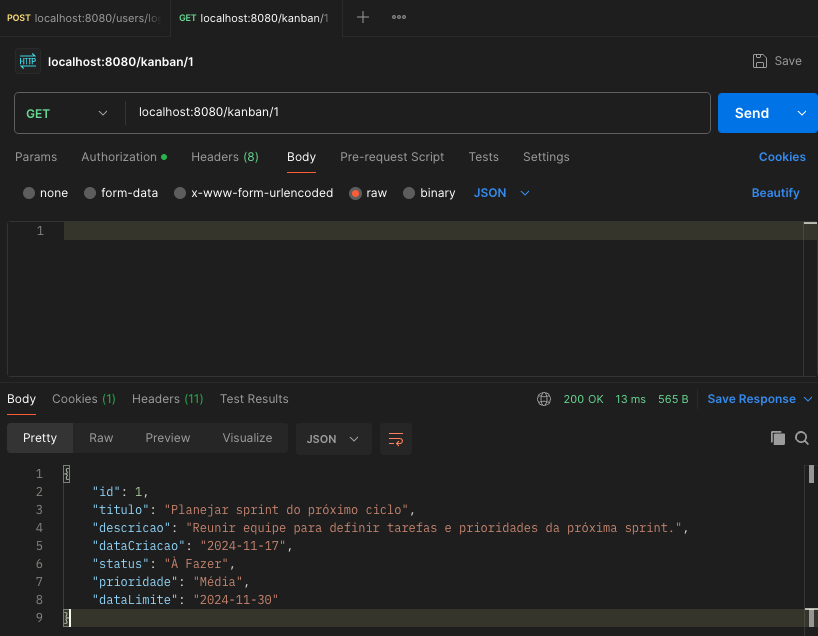 POST localhost:8080/users/lo GET localhost:8080/kanban/1
HTTP localhost:8080/kanban/1 Save
GET localhost:8080/kanban/1 Send
Params Authorization Headers (8) Body Pre-request Script Tests Settings Cookies
none form-data x-www-form-urlencoded raw binary JSON Beautify
1
Body Cookies (1) Headers (11) Test Results 200 OK 13 ms 565 B Save Response
Pretty Raw Preview Visualize JSON
1 {
2 "id": 1,
3 "titulo": "Planejar sprint do próximo ciclo",
4 "descricao": "Reunir equipe para definir tarefas e prioridades da próxima sprint.",
5 "dataCriacao": "2024-11-17",
6 "status": "À Fazer",
7 "prioridade": "Média",
8 "dataLimite": "2024-11-30"
9 }